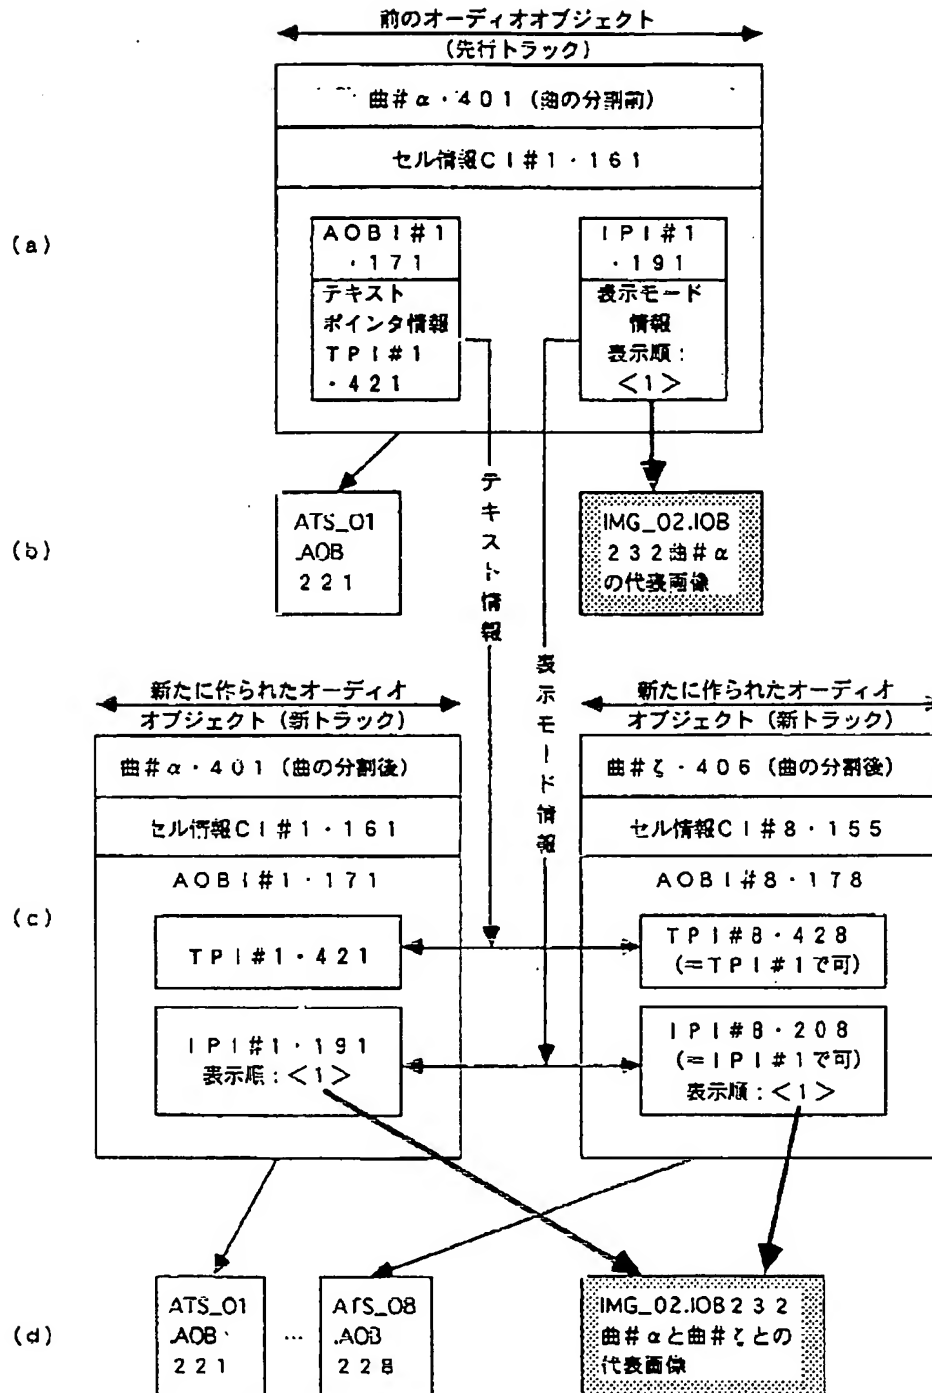 前のオーディオオブジェクト
(先行トラック)
曲#α・401(曲の分割前)
セル情報CI#1・161
(a)
AOBI#1
・171
テキスト
ポインタ情報
TPI#1
・421
IPI#1
・191
表示モード
情報
表示順:
<1>
テキスト情報
表示モード情報
(b)
ATS_01
.AOB
221
IMG_02.IOB
232曲#α
の代表画像
新たに作られたオーディオ
オブジェクト(新トラック)
新たに作られたオーディオ
オブジェクト(新トラック)
曲#α・401(曲の分割後)
セル情報CI#1・161
AOBI#1・171
曲#ζ・406(曲の分割後)
セル情報CI#8・155
AOBI#8・178
(c)
TPI#1・421
TPI#8・428
(=TPI#1で可)
IPI#1・191
表示順:<1>
IPI#8・208
(=IPI#1で可)
表示順:<1>
(d)
ATS_01
.AOB
221
...
ATS_08
.AOB
228
IMG_02.IOB232
曲#αと曲#ζとの
代表画像